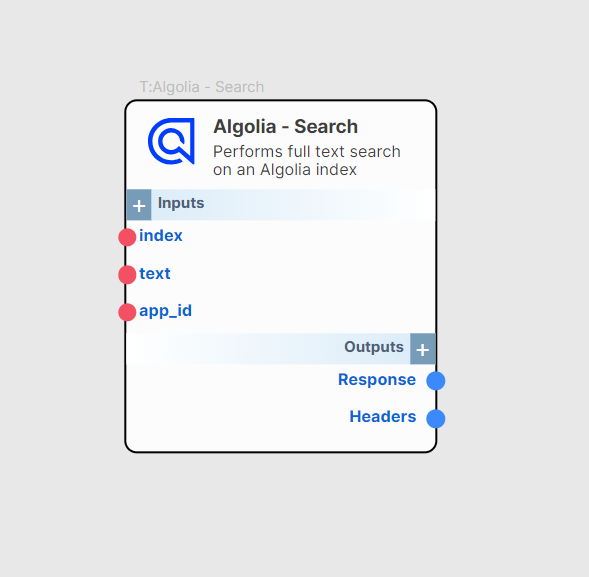 T:Algolia - Search
Algolia - Search
Performs full text search
on an Algolia index
+ Inputs
index
text
app_id
Outputs +
Response
Headers